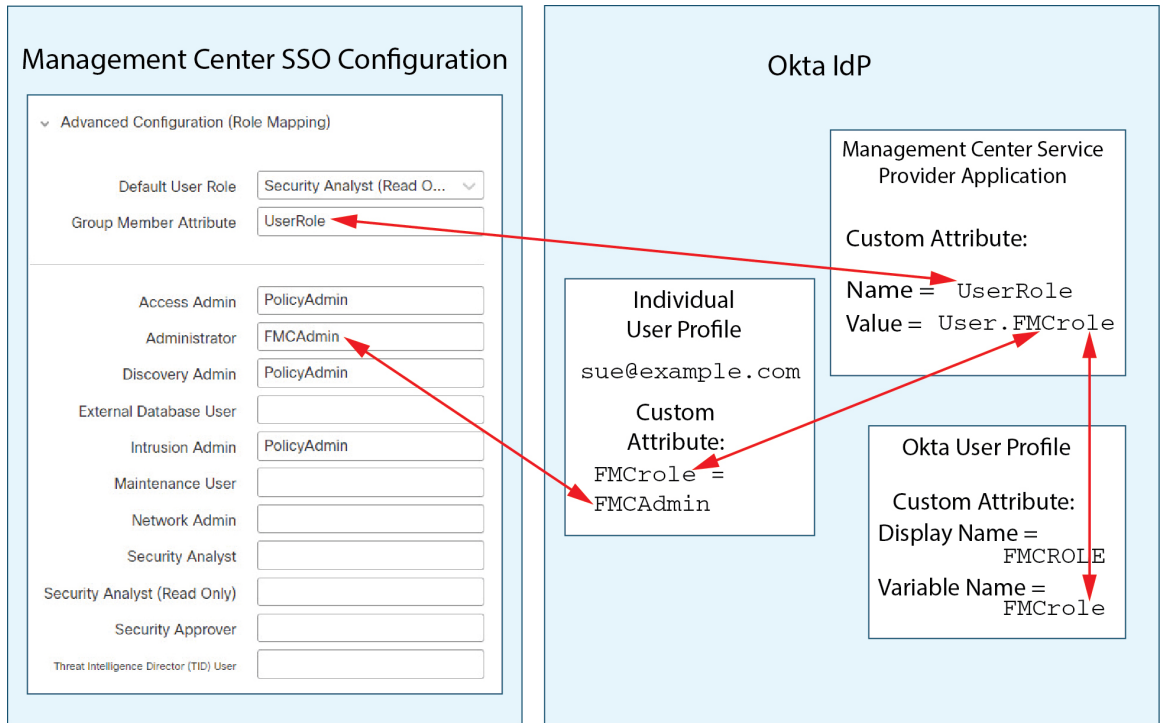 Management Center SSO Configuration
Advanced Configuration (Role Mapping)
Default User Role Security Analyst (Read O...
Group Member Attribute UserRole
Access Admin PolicyAdmin
Administrator FMCAdmin
Discovery Admin PolicyAdmin
External Database User
Intrusion Admin PolicyAdmin
Maintenance User
Network Admin
Security Analyst
Security Analyst (Read Only)
Security Approver
Threat Intelligence Director (TID) User
Okta IdP
Management Center Service
Provider Application
Custom Attribute:
Name = UserRole
Value = User.FMCrole
Individual
User Profile
sue@example.com
Custom
Attribute:
FMCrole =
FMCAdmin
Okta User Profile
Custom Attribute:
Display Name =
FMCROLE
Variable Name =
FMCrole